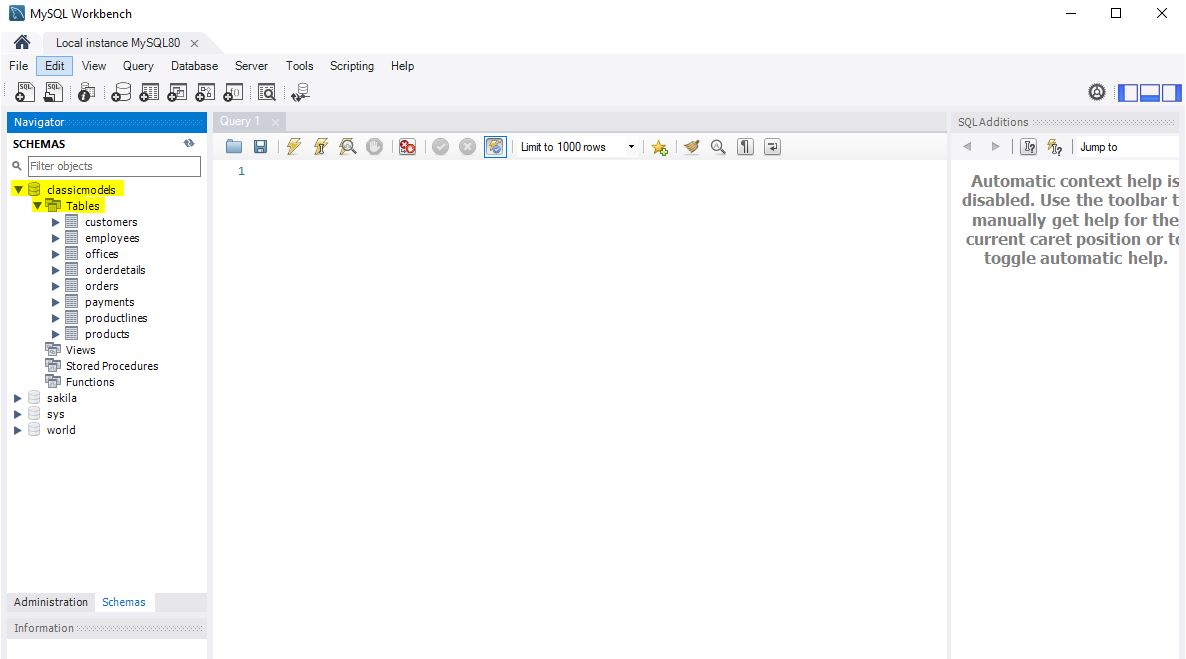 MySQL Workbench
Local instance MySQL80
File Edit View Query Database Server Tools Scripting Help
Navigator
SCHEMAS
Filter objects
classicmodels
Tables
customers
employees
offices
orderdetails
orders
payments
productlines
products
Views
Stored Procedures
Functions
sakila
sys
world
Administration Schemas
Information
Query 1
Limit to 1000 rows
1
SQLAdditions
Jump to
Automatic context help is
disabled. Use the toolbar t
manually get help for the
current caret position or to
toggle automatic help.